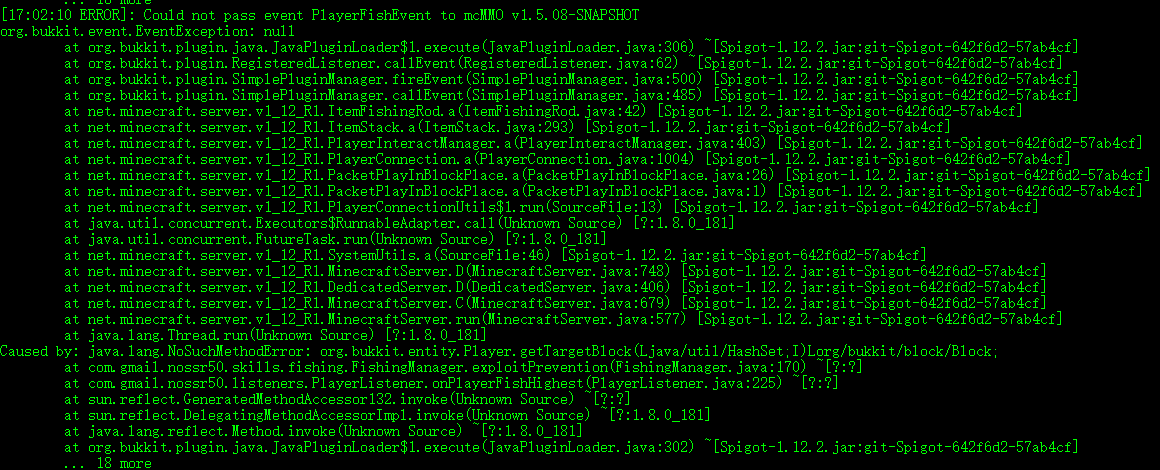 ... 18 more
[17:02:10 ERROR]: Could not pass event PlayerFishEvent to mcMMO v1.5.08-SNAPSHOT
org.bukkit.event.EventException: null
at org.bukkit.plugin.java.JavaPluginLoader$1.execute(JavaPluginLoader.java:306) ~[Spigot-1.12.2.jar:git-Spigot-642f6d2-57ab4cf]
at org.bukkit.plugin.RegisteredListener.callEvent(RegisteredListener.java:62) ~[Spigot-1.12.2.jar:git-Spigot-642f6d2-57ab4cf]
at org.bukkit.plugin.SimplePluginManager.fireEvent(SimplePluginManager.java:500) [Spigot-1.12.2.jar:git-Spigot-642f6d2-57ab4cf]
at org.bukkit.plugin.SimplePluginManager.callEvent(SimplePluginManager.java:485) [Spigot-1.12.2.jar:git-Spigot-642f6d2-57ab4cf]
at net.minecraft.server.v1_12_R1.ItemFishingRod.a(ItemFishingRod.java:42) [Spigot-1.12.2.jar:git-Spigot-642f6d2-57ab4cf]
at net.minecraft.server.v1_12_R1.ItemStack.a(ItemStack.java:293) [Spigot-1.12.2.jar:git-Spigot-642f6d2-57ab4cf]
at net.minecraft.server.v1_12_R1.PlayerInteractManager.a(PlayerInteractManager.java:403) [Spigot-1.12.2.jar:git-Spigot-642f6d2-57ab4cf]
at net.minecraft.server.v1_12_R1.PlayerConnection.a(PlayerConnection.java:1004) [Spigot-1.12.2.jar:git-Spigot-642f6d2-57ab4cf]
at net.minecraft.server.v1_12_R1.PacketPlayInBlockPlace.a(PacketPlayInBlockPlace.java:26) [Spigot-1.12.2.jar:git-Spigot-642f6d2-57ab4cf]
at net.minecraft.server.v1_12_R1.PacketPlayInBlockPlace.a(PacketPlayInBlockPlace.java:1) [Spigot-1.12.2.jar:git-Spigot-642f6d2-57ab4cf]
at net.minecraft.server.v1_12_R1.PlayerConnectionUtils$1.run(SourceFile:13) [Spigot-1.12.2.jar:git-Spigot-642f6d2-57ab4cf]
at java.util.concurrent.Executors$RunnableAdapter.call(Unknown Source) [?:1.8.0_181]
at java.util.concurrent.FutureTask.run(Unknown Source) [?:1.8.0_181]
at net.minecraft.server.v1_12_R1.SystemUtils.a(SourceFile:46) [Spigot-1.12.2.jar:git-Spigot-642f6d2-57ab4cf]
at net.minecraft.server.v1_12_R1.MinecraftServer.D(MinecraftServer.java:748) [Spigot-1.12.2.jar:git-Spigot-642f6d2-57ab4cf]
at net.minecraft.server.v1_12_R1.DedicatedServer.D(DedicatedServer.java:406) [Spigot-1.12.2.jar:git-Spigot-642f6d2-57ab4cf]
at net.minecraft.server.v1_12_R1.MinecraftServer.C(MinecraftServer.java:679) [Spigot-1.12.2.jar:git-Spigot-642f6d2-57ab4cf]
at net.minecraft.server.v1_12_R1.MinecraftServer.run(MinecraftServer.java:577) [Spigot-1.12.2.jar:git-Spigot-642f6d2-57ab4cf]
at java.lang.Thread.run(Unknown Source) [?:1.8.0_181]
Caused by: java.lang.NoSuchMethodError: org.bukkit.entity.Player.getTargetBlock(Ljava/util/HashSet;I)Lorg/bukkit/block/Block;
at com.gmail.nossr50.skills.fishing.FishingManager.exploitPrevention(FishingManager.java:170) ~[?:?]
at com.gmail.nossr50.listeners.PlayerListener.onPlayerFishHighest(PlayerListener.java:225) ~[?:?]
at sun.reflect.GeneratedMethodAccessor132.invoke(Unknown Source) ~[?:?]
at sun.reflect.DelegatingMethodAccessorImpl.invoke(Unknown Source) ~[?:1.8.0_181]
at java.lang.reflect.Method.invoke(Unknown Source) ~[?:1.8.0_181]
at org.bukkit.plugin.java.JavaPluginLoader$1.execute(JavaPluginLoader.java:302) ~[Spigot-1.12.2.jar:git-Spigot-642f6d2-57ab4cf]
... 18 more